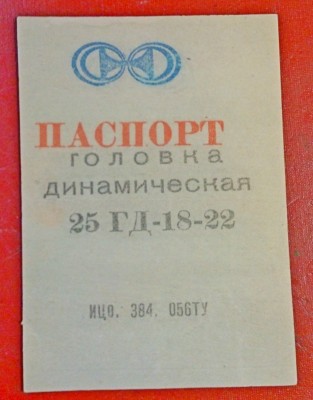 ПАСПОРТ
головка
динамическая
25 ГД-18-22
ИЦО. 384. 056ТУ